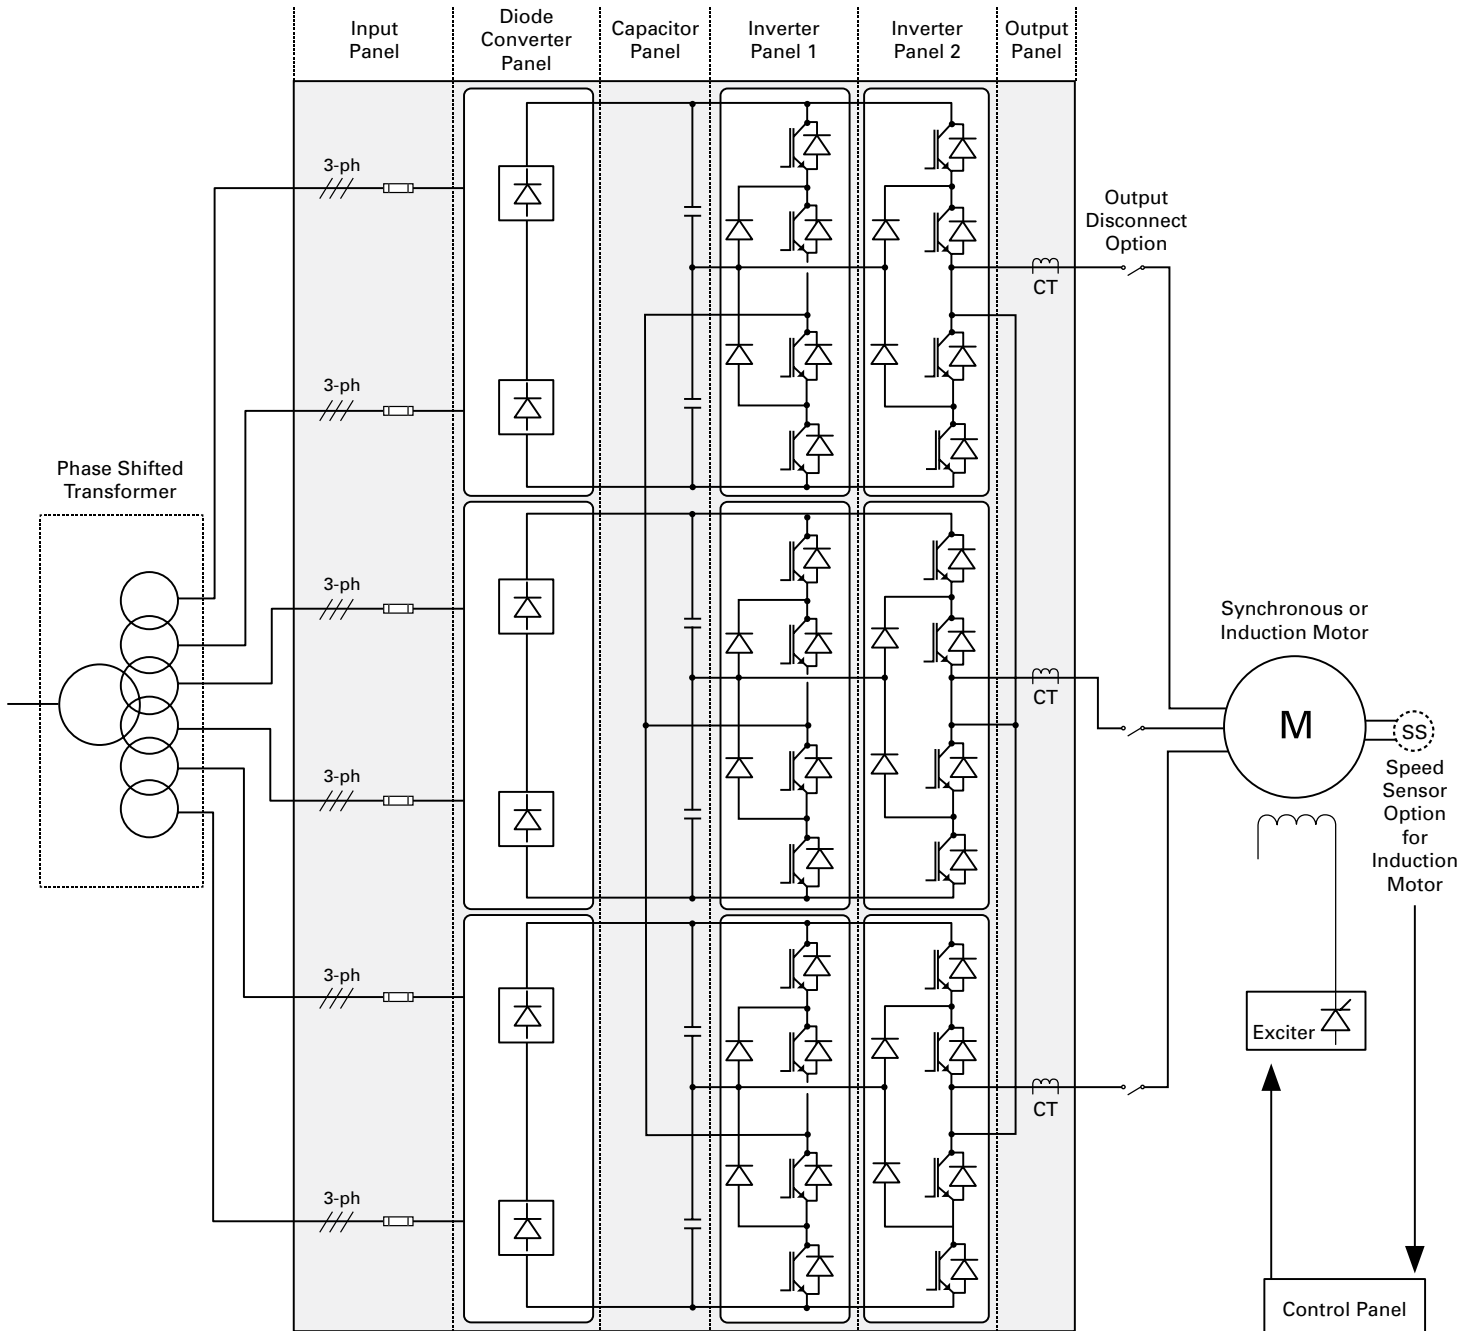 Input
Panel
Diode
Converter
Panel
Capacitor
Panel
Inverter
Panel 1
Inverter
Panel 2
Output
Panel
3-ph
3-ph
3-ph
3-ph
3-ph
3-ph
Phase Shifted
Transformer
CT
CT
CT
Output
Disconnect
Option
Synchronous or
Induction Motor
M
SS
Speed
Sensor
Option
for
Induction
Motor
Exciter
Control Panel